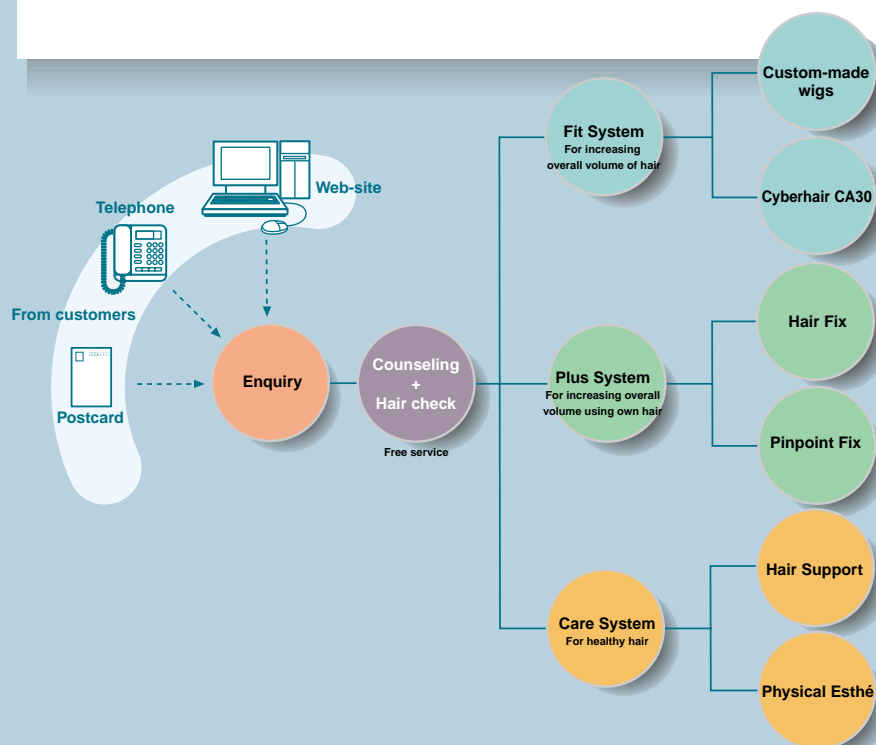 Web-site
Telephone
From customers
Postcard
Enquiry
Counseling
+
Hair check
Free service
Fit System
For increasing
overall volume of hair
Custom-made
wigs
Cyberhair CA30
Plus System
For increasing overall
volume using own hair
Hair Fix
Pinpoint Fix
Care System
For healthy hair
Hair Support
Physical Esthé